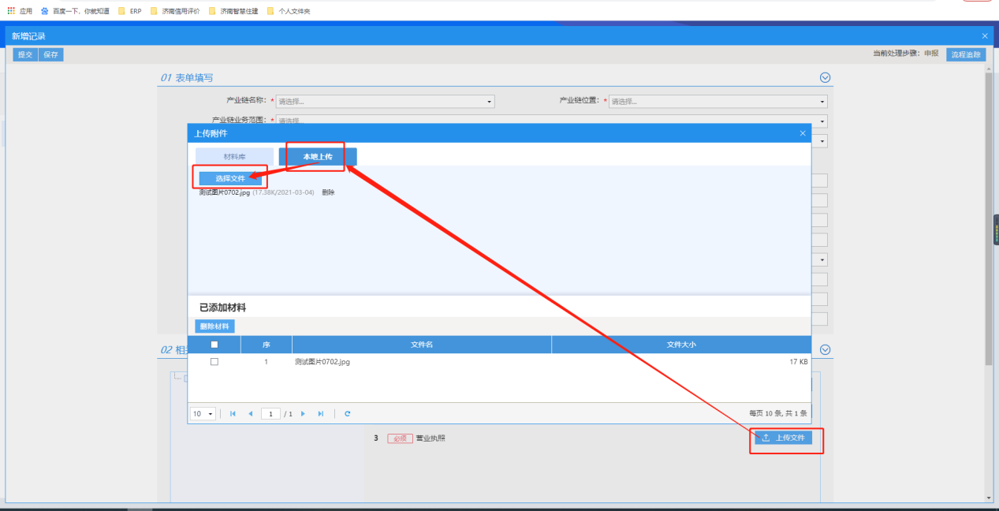 应用 百度一下，你就知道 ERP 济南信用评价 济南智慧住建 个人文件夹
新增记录
提交 保存 当前处理步骤：申报 流程追踪
01 表单填写
产业链名称：* 请选择... 产业链位置：* 请选择...
产业链业务范围：* 请选择...
上传附件
材料库 本地上传
选择文件
测试图片0702.jpg (17.38K/2021-03-04) 删除
已添加材料
删除材料
序 文件名 文件大小
02 相
1 测试图片0702.jpg 17 KB
10 1 / 1 每页 10 条, 共 1 条
3 必须 营业执照 上传文件